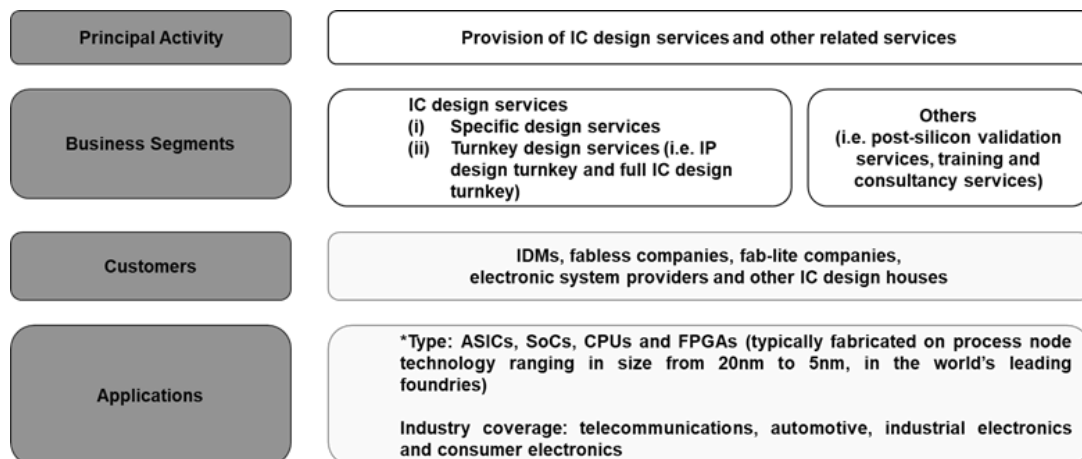 Principal Activity
Provision of IC design services and other related services
Business Segments
IC design services
(i) Specific design services
(ii) Turnkey design services (i.e. IP
design turnkey and full IC design
turnkey)
Others
(i.e. post-silicon validation
services, training and
consultancy services)
Customers
IDMs, fabless companies, fab-lite companies,
electronic system providers and other IC design houses
Applications
*Type: ASICs, SoCs, CPUs and FPGAs (typically fabricated on process node
technology ranging in size from 20nm to 5nm, in the world's leading
foundries)
Industry coverage: telecommunications, automotive, industrial electronics
and consumer electronics